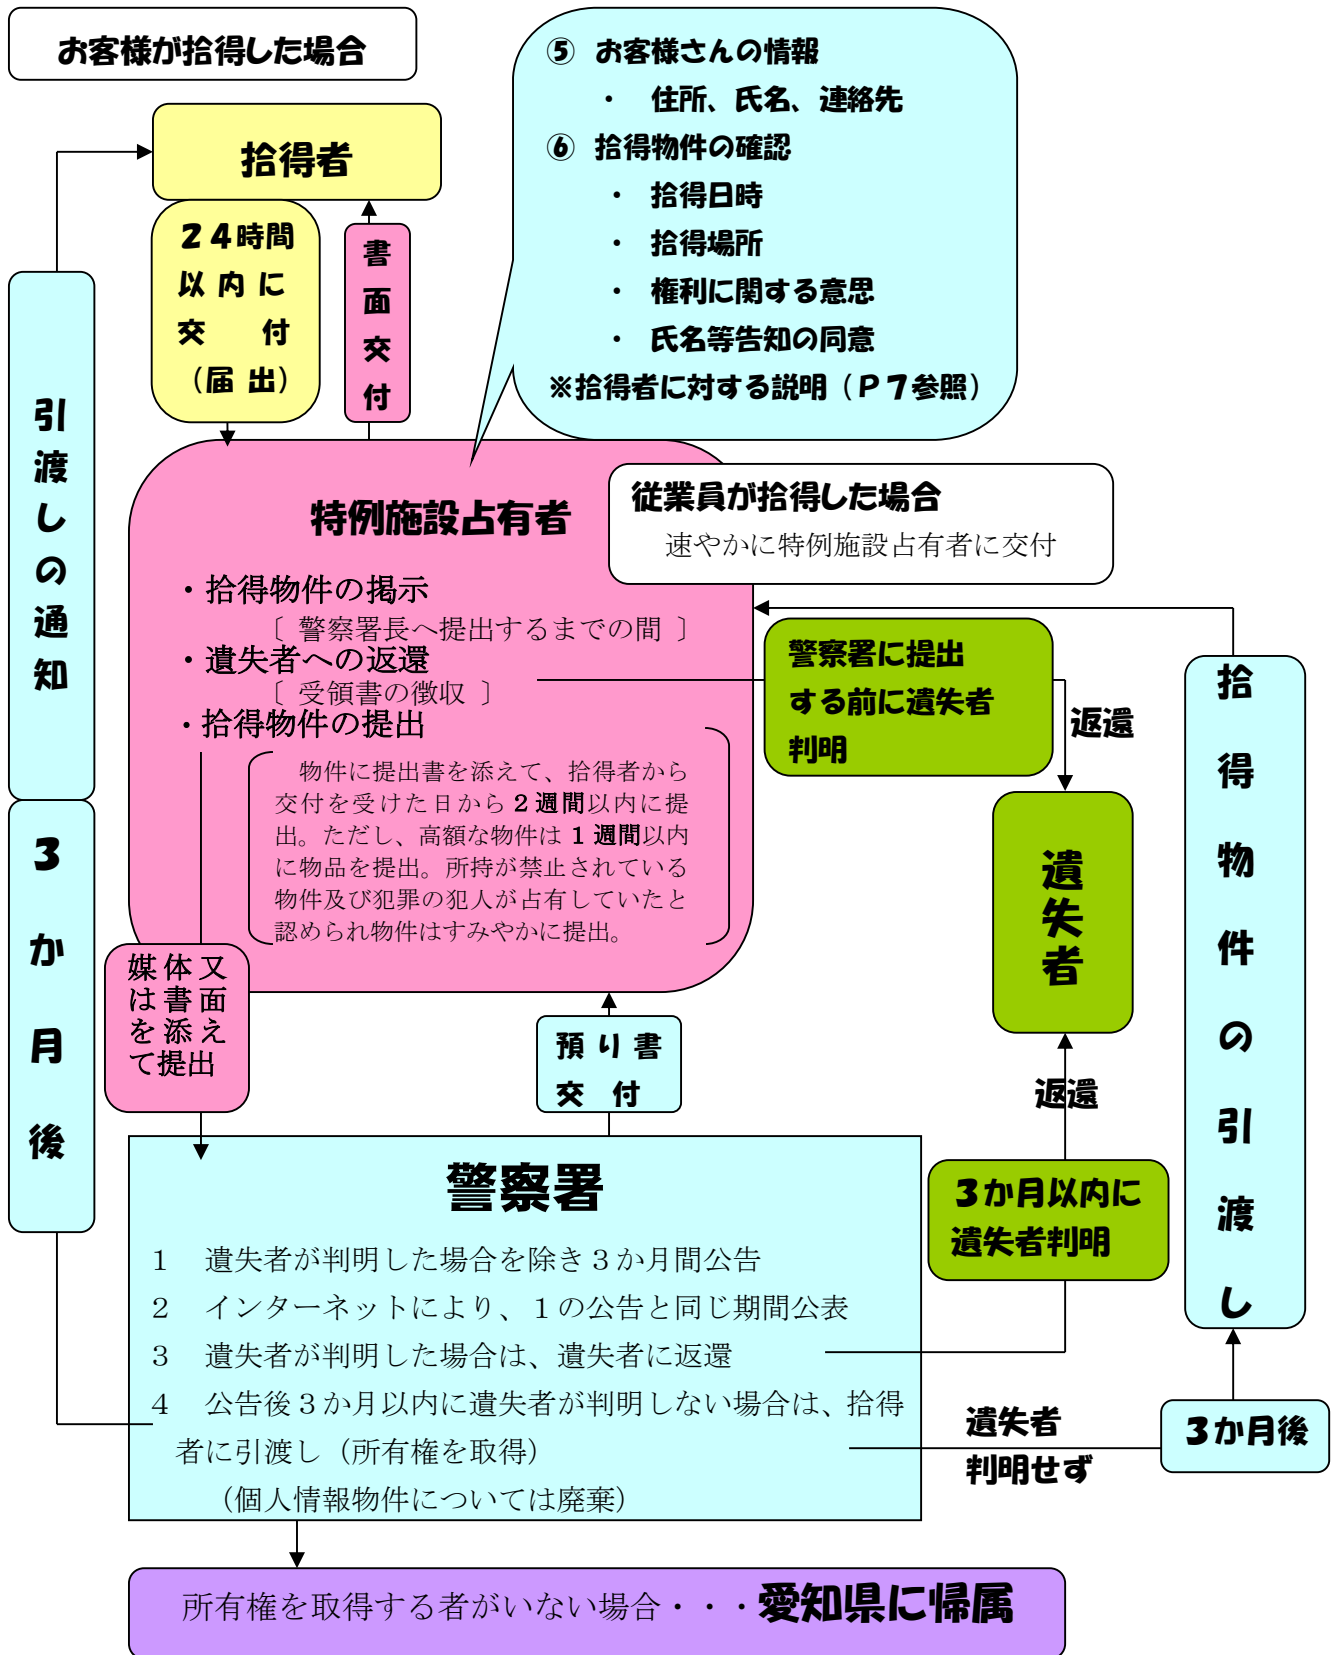 お客様が拾得した場合
⑤ お客様さんの情報
・ 住所、氏名、連絡先
⑥ 拾得物件の確認
・ 拾得日時
・ 拾得場所
・ 権利に関する意思
・ 氏名等告知の同意
※拾得者に対する説明（Ｐ７参照）
拾得者
２４時間
以内に
交　付
（届出）
書面交付
引渡しの通知
３か月後
特例施設占有者
従業員が拾得した場合
速やかに特例施設占有者に交付
・拾得物件の掲示
〔 警察署長へ提出するまでの間 〕
・遺失者への返還
〔 受領書の徴収 〕
・拾得物件の提出
物件に提出書を添えて、拾得者から
交付を受けた日から２週間以内に提
出。ただし、高額な物件は１週間以内
に物品を提出。所持が禁止されている
物件及び犯罪の犯人が占有していたと
認められ物件はすみやかに提出。
警察署に提出
する前に遺失者
判明
返還
遺失者
返還
３か月以内に
遺失者判明
拾得物件の引渡し
媒体又
は書面
を添え
て提出
預り書
交　付
警察署
１　遺失者が判明した場合を除き３か月間公告
２　インターネットにより、１の公告と同じ期間公表
３　遺失者が判明した場合は、遺失者に返還
４　公告後３か月以内に遺失者が判明しない場合は、拾得
者に引渡し（所有権を取得）
（個人情報物件については廃棄）
遺失者
判明せず
３か月後
所有権を取得する者がいない場合・・・愛知県に帰属